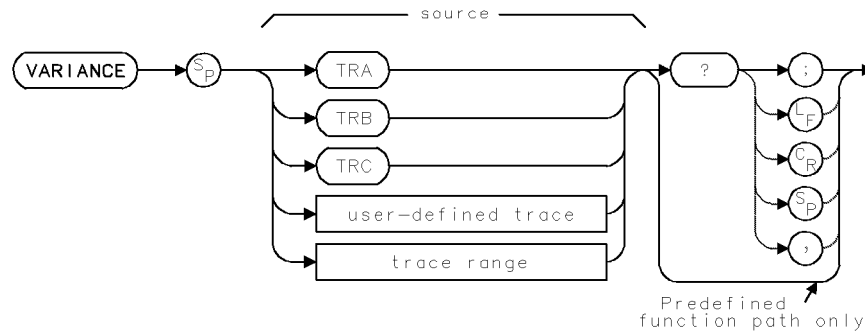 source
VARIANCE
SP
TRA
?
;
TRB
LF
TRC
CR
user-defined trace
SP
trace range
,
Predefined
function path only